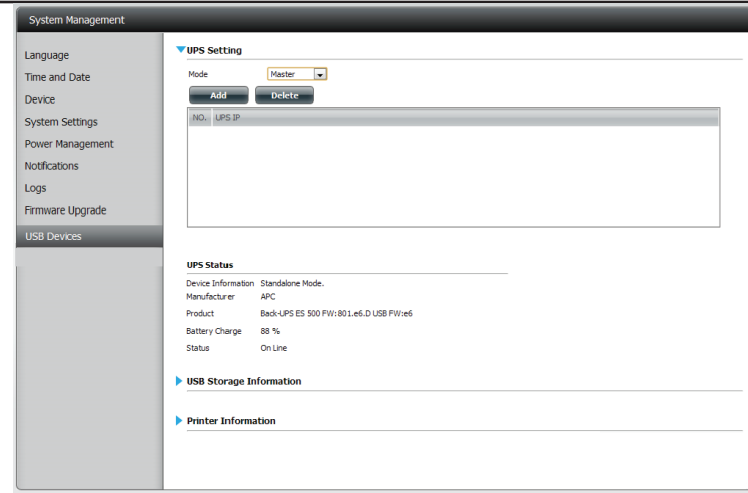 System Management
Language
Time and Date
Device
System Settings
Power Management
Notifications
Logs
Firmware Upgrade
USB Devices
UPS Setting
Mode Master
Add Delete
NO. UPS IP
UPS Status
Device Information Standalone Mode.
Manufacturer APC
Product Back-UPS ES 500 FW:801.e6.D USB FW:e6
Battery Charge 88 %
Status On Line
USB Storage Information
Printer Information